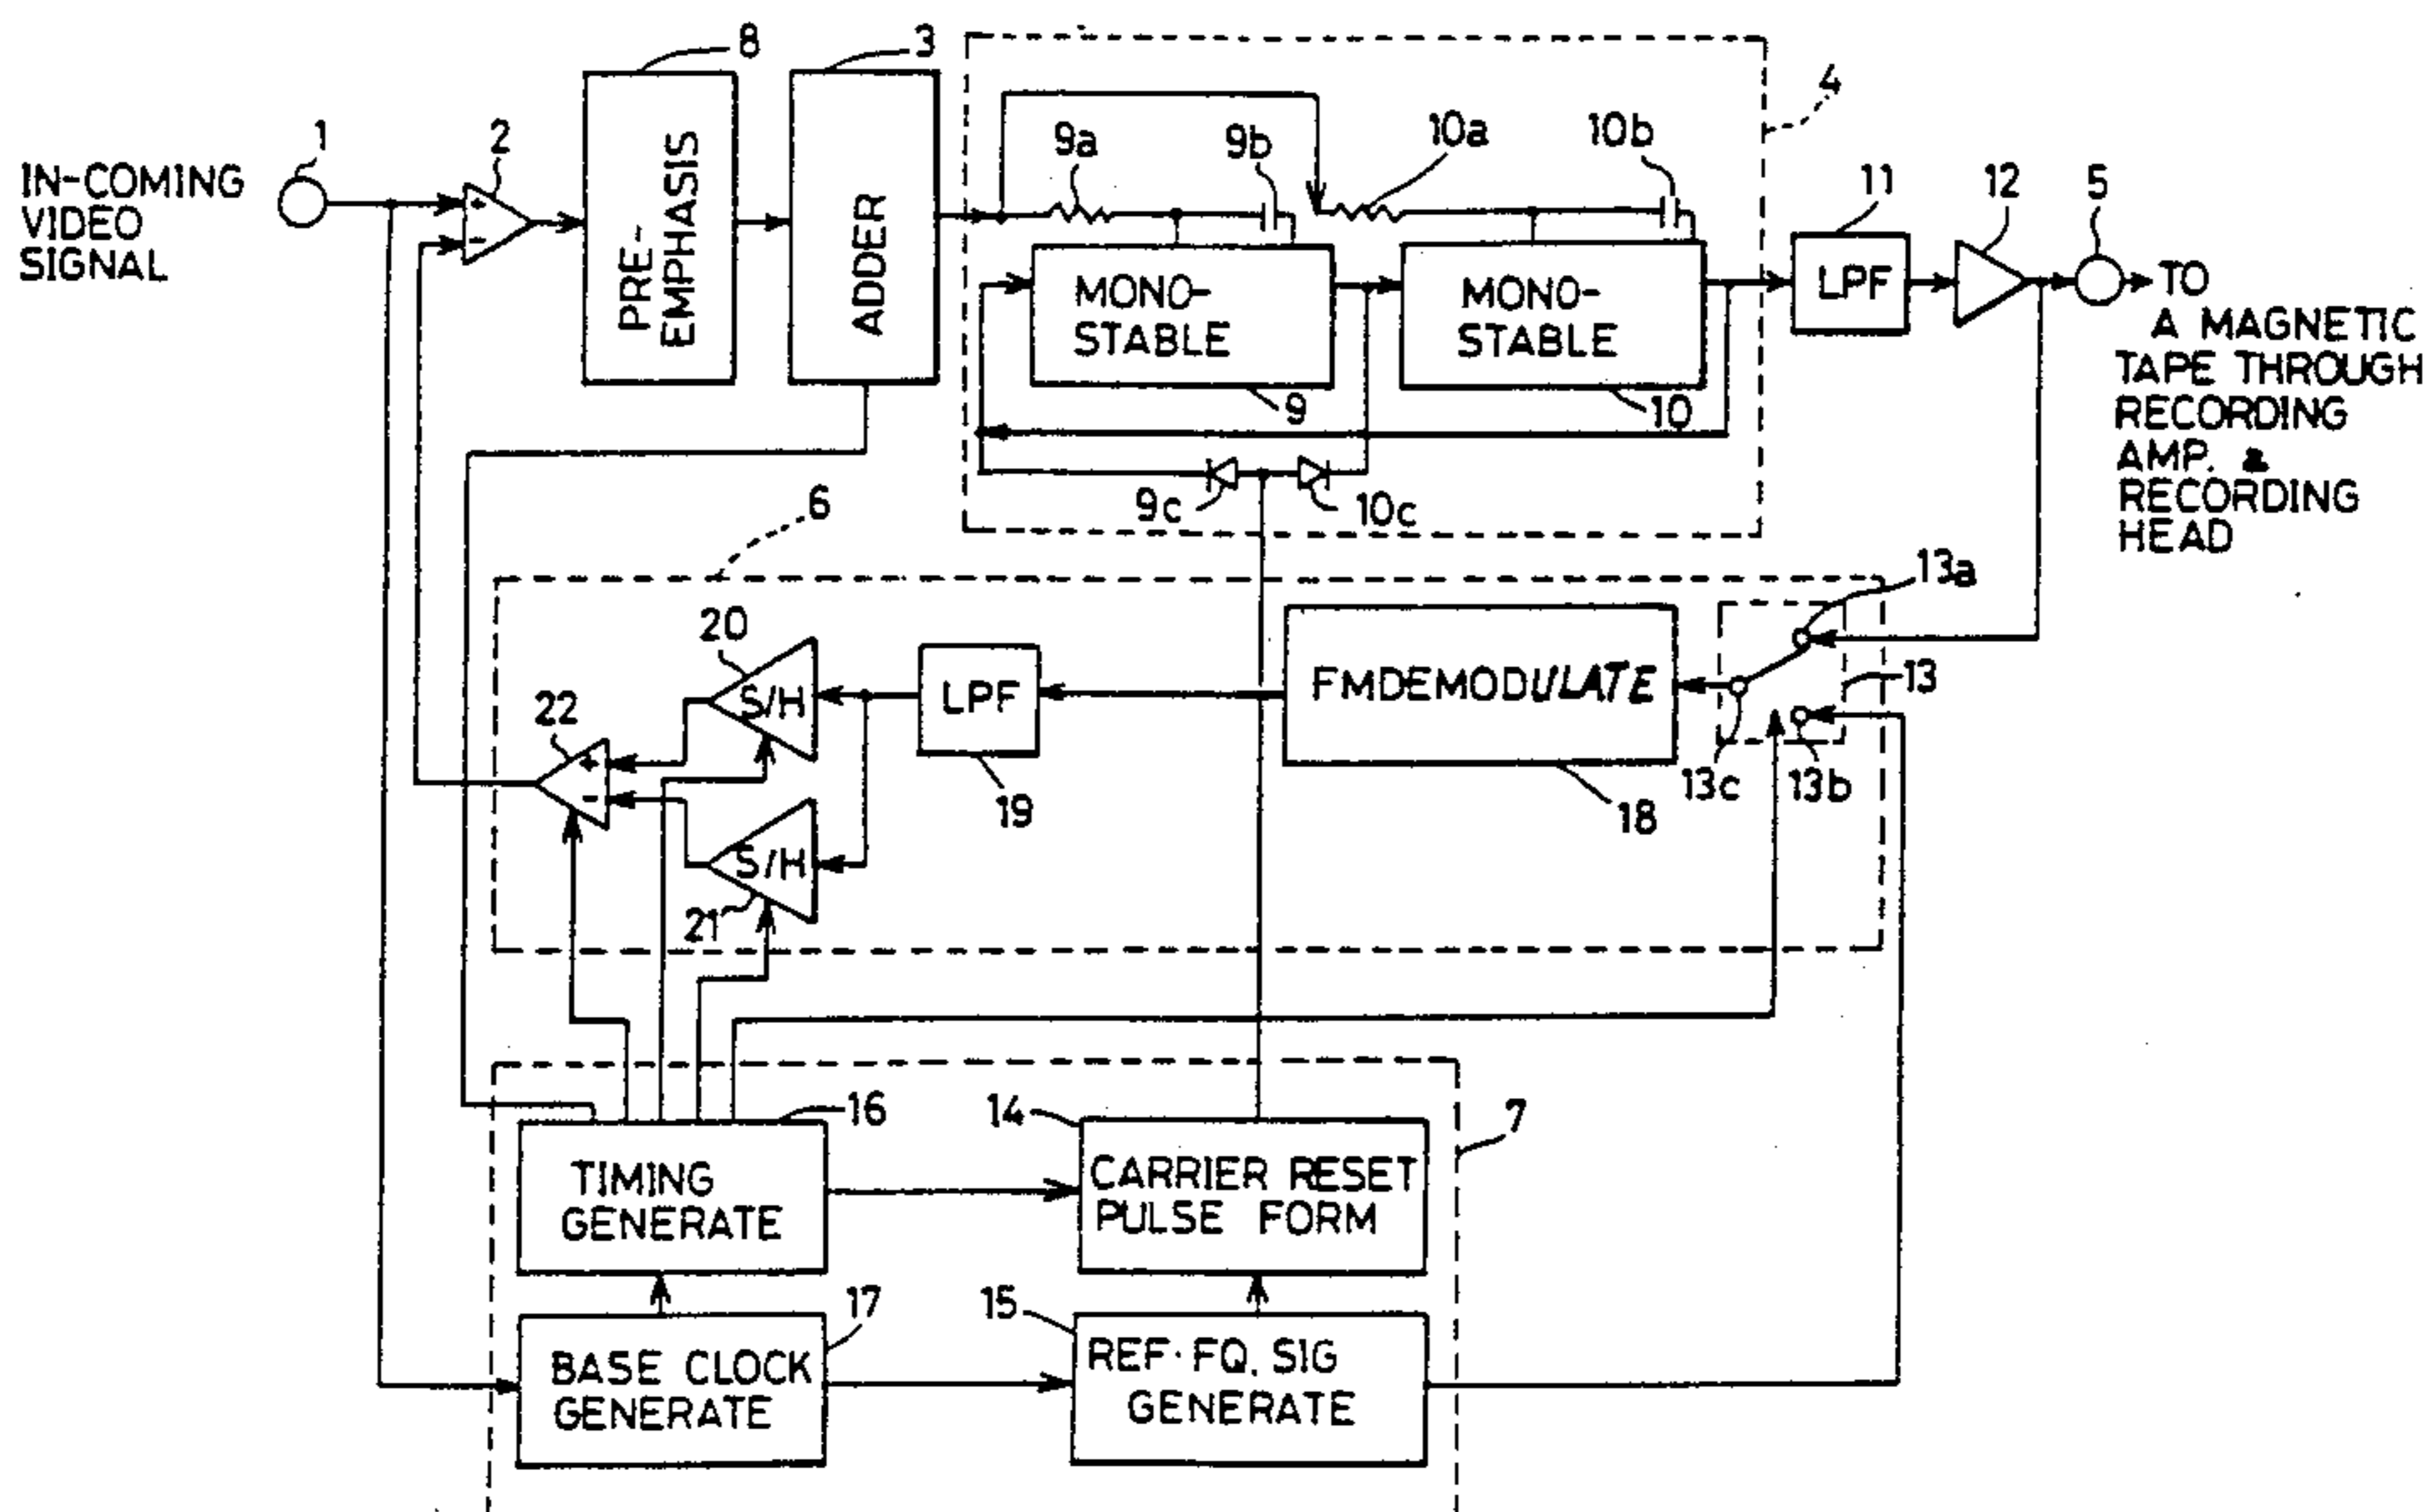 8
3
4
1
2
9a
9b
10a
10b
11
12
5
IN-COMING
VIDEO
SIGNAL
+
-
PRE-
EMPHASIS
ADDER
MONO-
STABLE
MONO-
STABLE
LPF
TO
A MAGNETIC
TAPE THROUGH
RECORDING
AMP. &
RECORDING
HEAD
9
10
9c
10c
6
13a
20
S/H
LPF
FMDEMODULATE
13
22
+
-
19
18
13c
13b
S/H
21
16
14
7
TIMING
GENERATE
CARRIER RESET
PULSE FORM
17
15
BASE CLOCK
GENERATE
REF·FQ. SIG
GENERATE